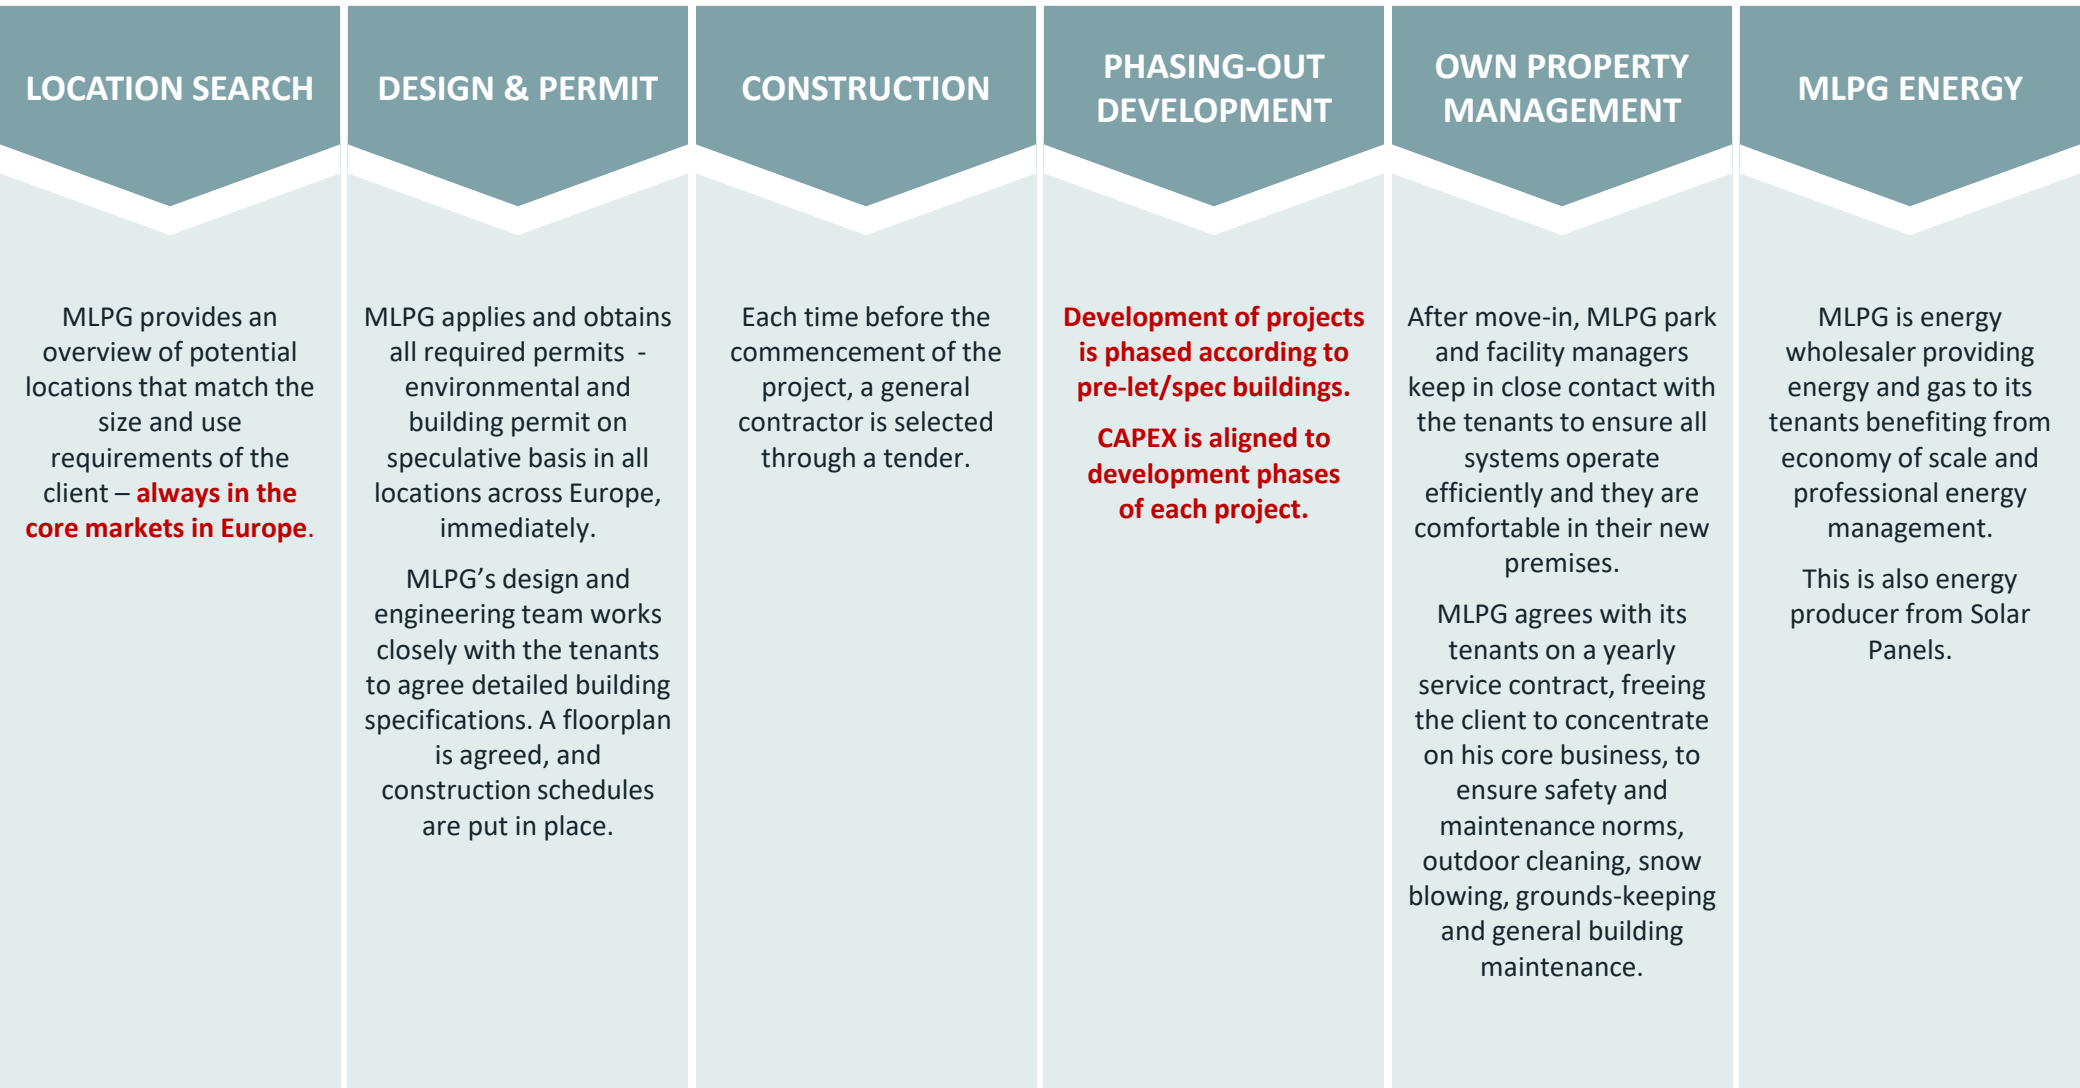 LOCATION SEARCH
MLPG provides an
overview of potential
locations that match the
size and use
requirements of the
client – always in the
core markets in Europe.
DESIGN & PERMIT
MLPG applies and obtains
all required permits -
environmental and
building permit on
speculative basis in all
locations across Europe,
immediately.
MLPG’s design and
engineering team works
closely with the tenants
to agree detailed building
specifications. A floorplan
is agreed, and
construction schedules
are put in place.
CONSTRUCTION
Each time before the
commencement of the
project, a general
contractor is selected
through a tender.
PHASING-OUT
DEVELOPMENT
Development of projects
is phased according to
pre-let/spec buildings.
CAPEX is aligned to
development phases
of each project.
OWN PROPERTY
MANAGEMENT
After move-in, MLPG park
and facility managers
keep in close contact with
the tenants to ensure all
systems operate
efficiently and they are
comfortable in their new
premises.
MLPG agrees with its
tenants on a yearly
service contract, freeing
the client to concentrate
on his core business, to
ensure safety and
maintenance norms,
outdoor cleaning, snow
blowing, grounds-keeping
and general building
maintenance.
MLPG ENERGY
MLPG is energy
wholesaler providing
energy and gas to its
tenants benefiting from
economy of scale and
professional energy
management.
This is also energy
producer from Solar
Panels.